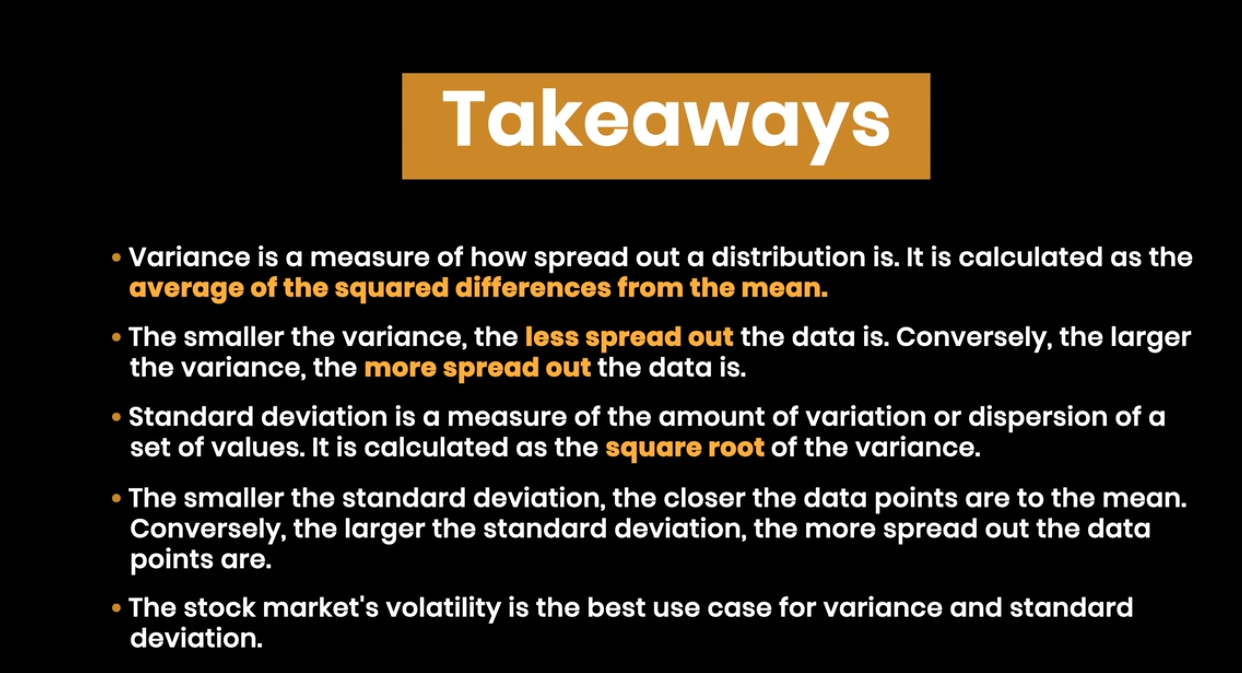 Takeaways
• Variance is a measure of how spread out a distribution is. It is calculated as the
average of the squared differences from the mean.
• The smaller the variance, the less spread out the data is. Conversely, the larger
the variance, the more spread out the data is.
• Standard deviation is a measure of the amount of variation or dispersion of a
set of values. It is calculated as the square root of the variance.
• The smaller the standard deviation, the closer the data points are to the mean.
Conversely, the larger the standard deviation, the more spread out the data
points are.
• The stock market's volatility is the best use case for variance and standard
deviation.